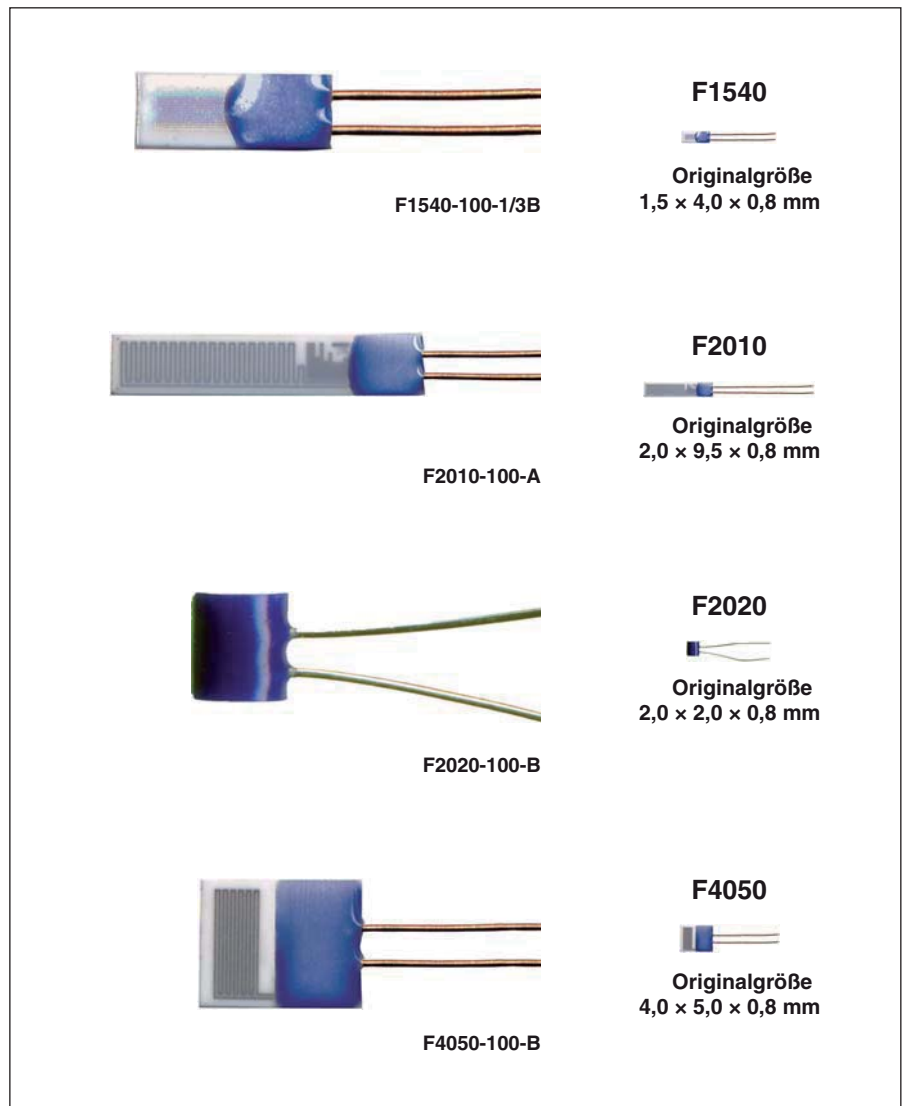 F1540
Originalgröße
1,5 × 4,0 × 0,8 mm
F1540-100-1/3B
F2010
Originalgröße
2,0 × 9,5 × 0,8 mm
F2010-100-A
F2020
Originalgröße
2,0 × 2,0 × 0,8 mm
F2020-100-B
F4050
Originalgröße
4,0 × 5,0 × 0,8 mm
F4050-100-B